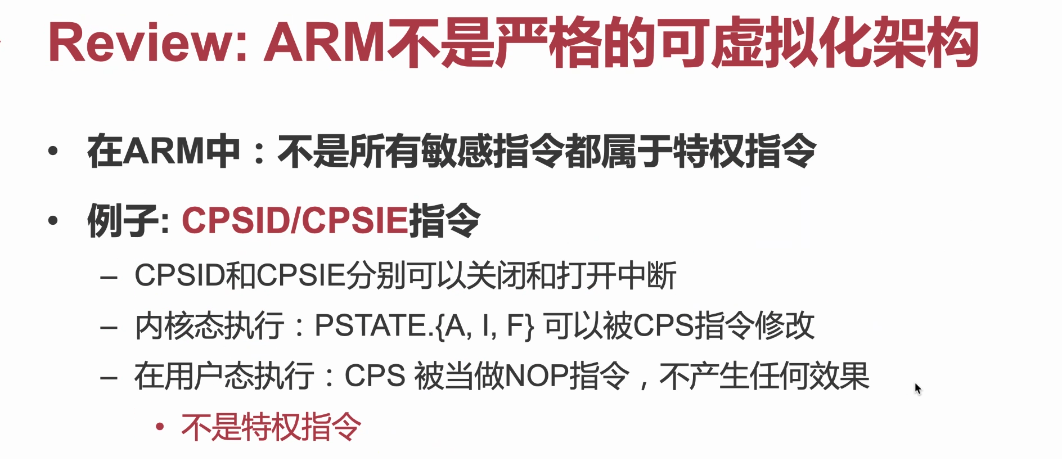 Review: ARM不是严格的可虚拟化架构
• 在ARM中：不是所有敏感指令都属于特权指令
• 例子: CPSID/CPSIE指令
– CPSID和CPSIE分别可以关闭和打开中断
– 内核态执行：PSTATE.{A, I, F} 可以被CPS指令修改
– 在用户态执行：CPS 被当做NOP指令，不产生任何效果
• 不是特权指令